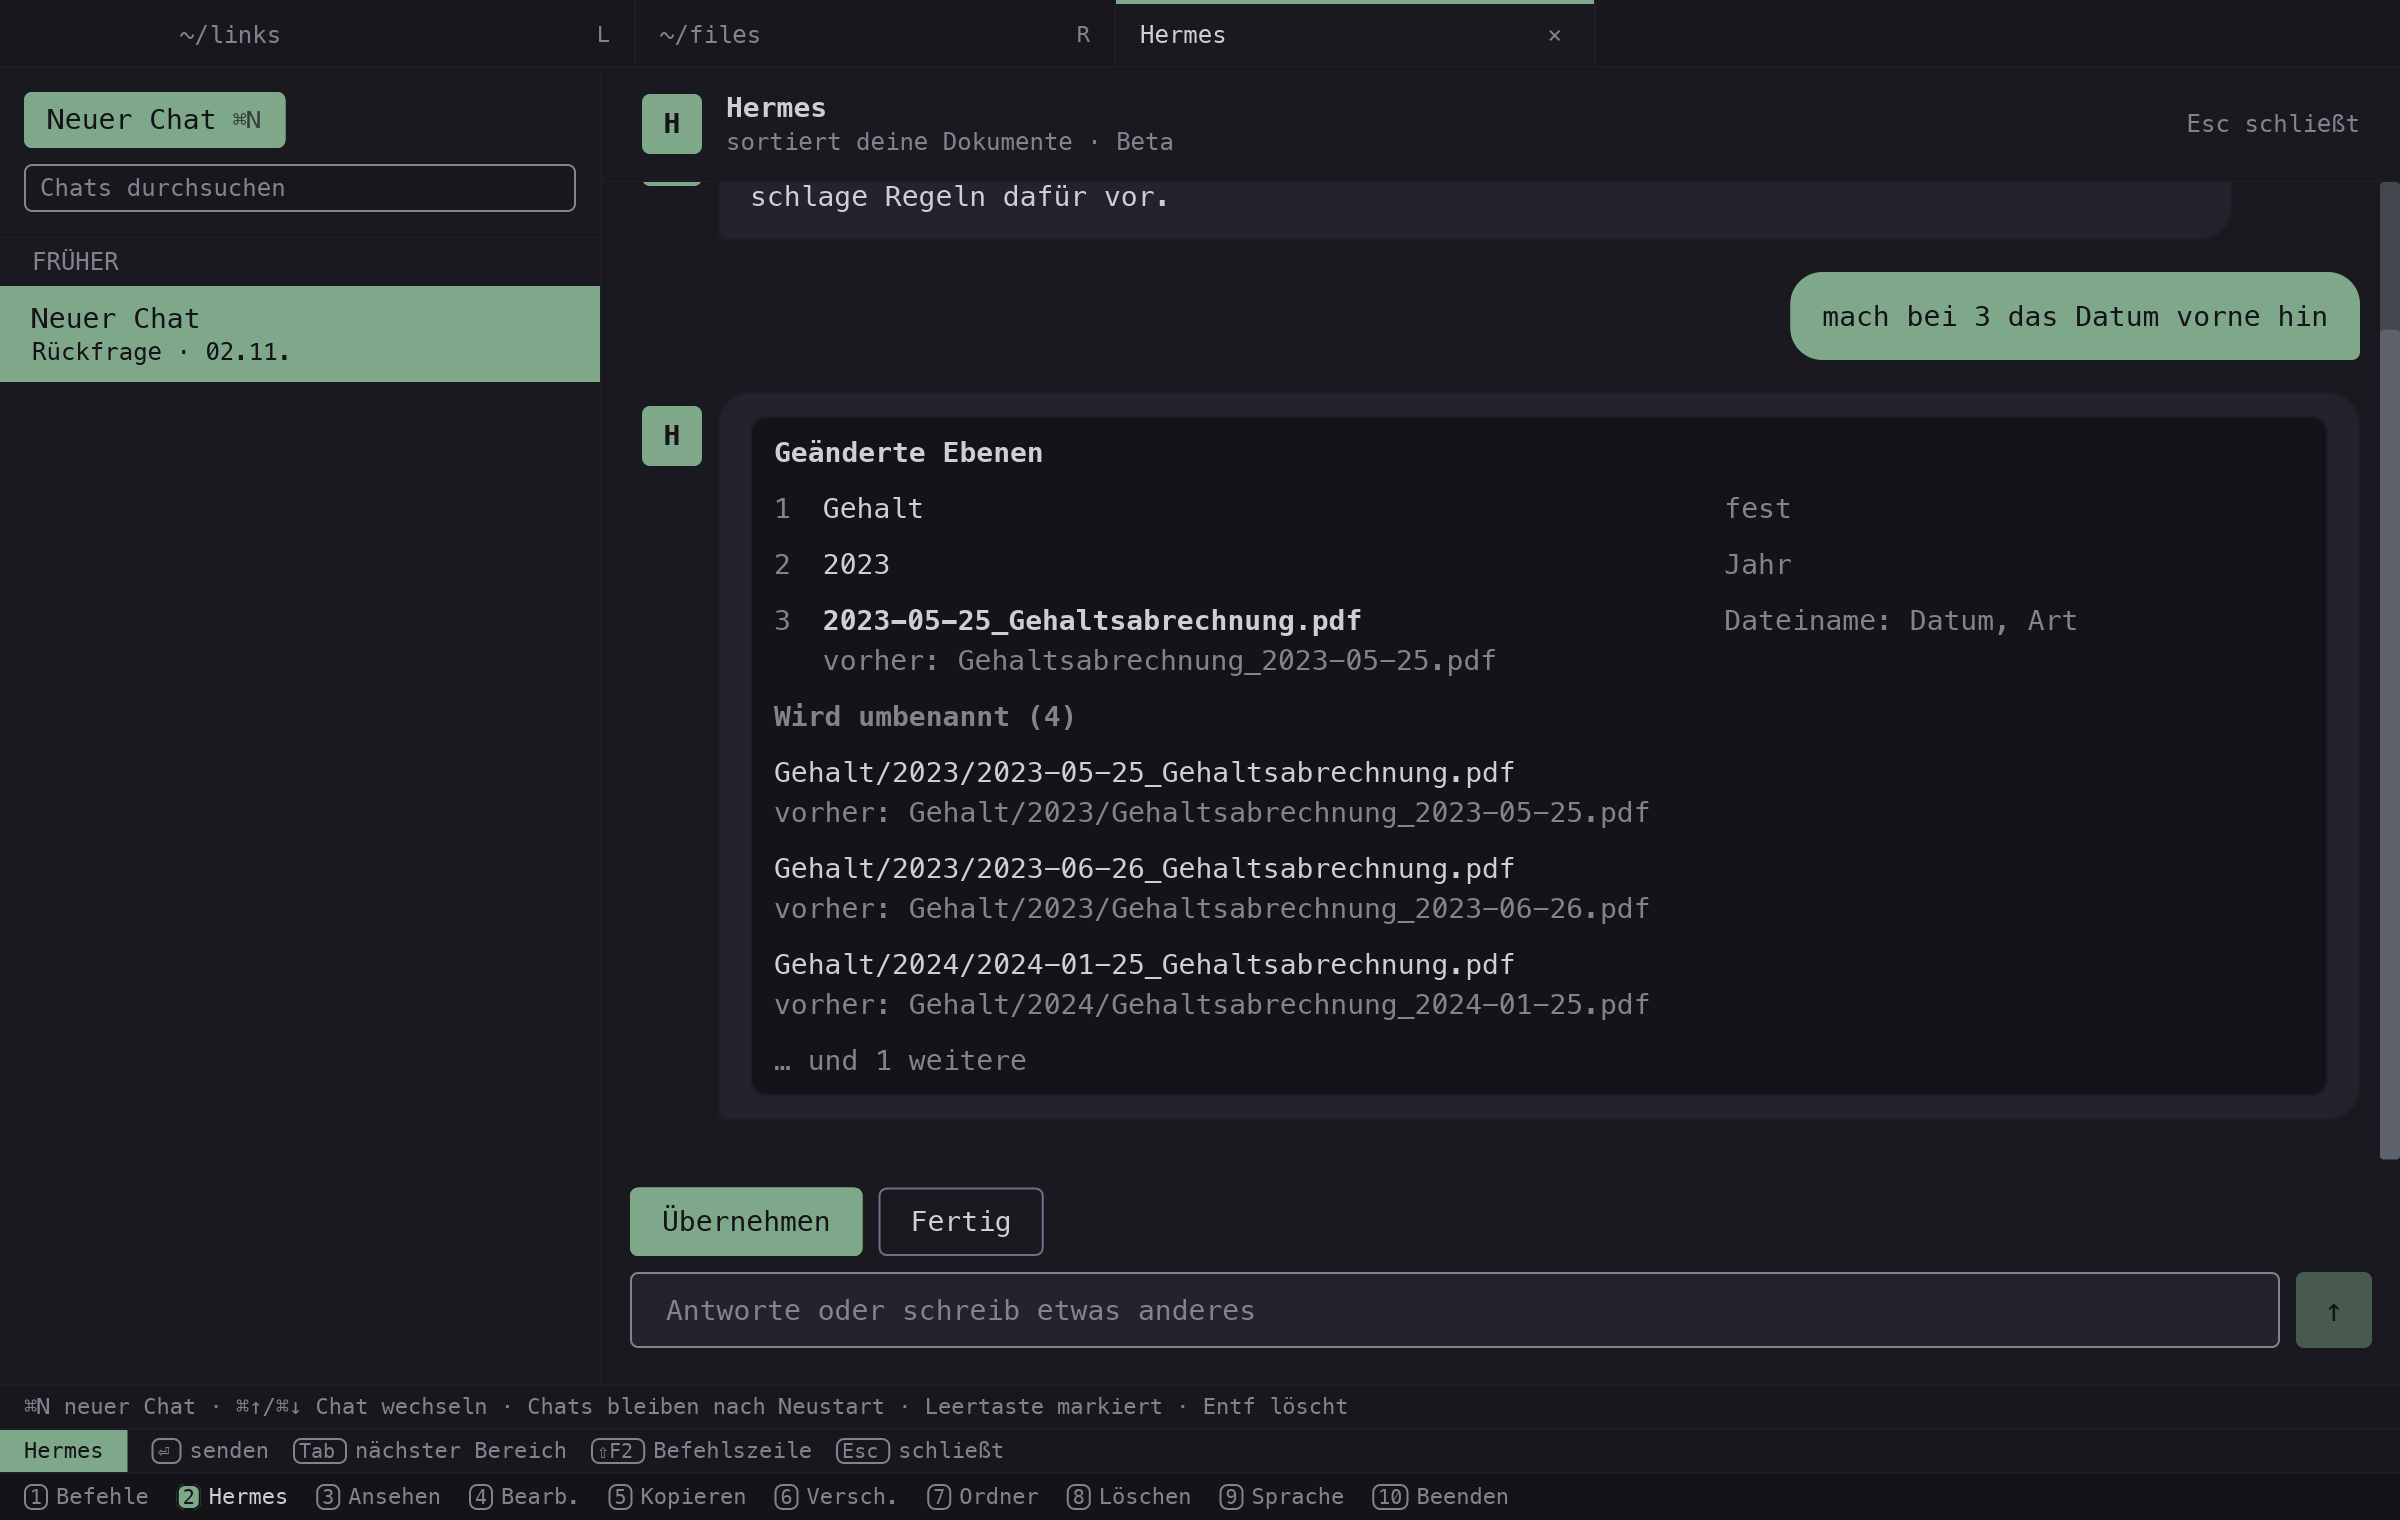 ~/links L ~/files R Hermes ×
Neuer Chat ⌘N
Chats durchsuchen
FRÜHER
Neuer Chat
Rückfrage · 02.11.
H Hermes
sortiert deine Dokumente · Beta
Esc schließt
schlage Regeln dafür vor.
mach bei 3 das Datum vorne hin
H
Geänderte Ebenen
1 Gehalt fest
2 2023 Jahr
3 2023-05-25_Gehaltsabrechnung.pdf Dateiname: Datum, Art
vorher: Gehaltsabrechnung_2023-05-25.pdf
Wird umbenannt (4)
Gehalt/2023/2023-05-25_Gehaltsabrechnung.pdf
vorher: Gehalt/2023/Gehaltsabrechnung_2023-05-25.pdf
Gehalt/2023/2023-06-26_Gehaltsabrechnung.pdf
vorher: Gehalt/2023/Gehaltsabrechnung_2023-06-26.pdf
Gehalt/2024/2024-01-25_Gehaltsabrechnung.pdf
vorher: Gehalt/2024/Gehaltsabrechnung_2024-01-25.pdf
… und 1 weitere
Übernehmen Fertig
Antworte oder schreib etwas anderes ↑
⌘N neuer Chat · ⌘↑/⌘↓ Chat wechseln · Chats bleiben nach Neustart · Leertaste markiert · Entf löscht
Hermes ⏎ senden Tab nächster Bereich ⇧F2 Befehlszeile Esc schließt
1 Befehle 2 Hermes 3 Ansehen 4 Bearb. 5 Kopieren 6 Versch. 7 Ordner 8 Löschen 9 Sprache 10 Beenden